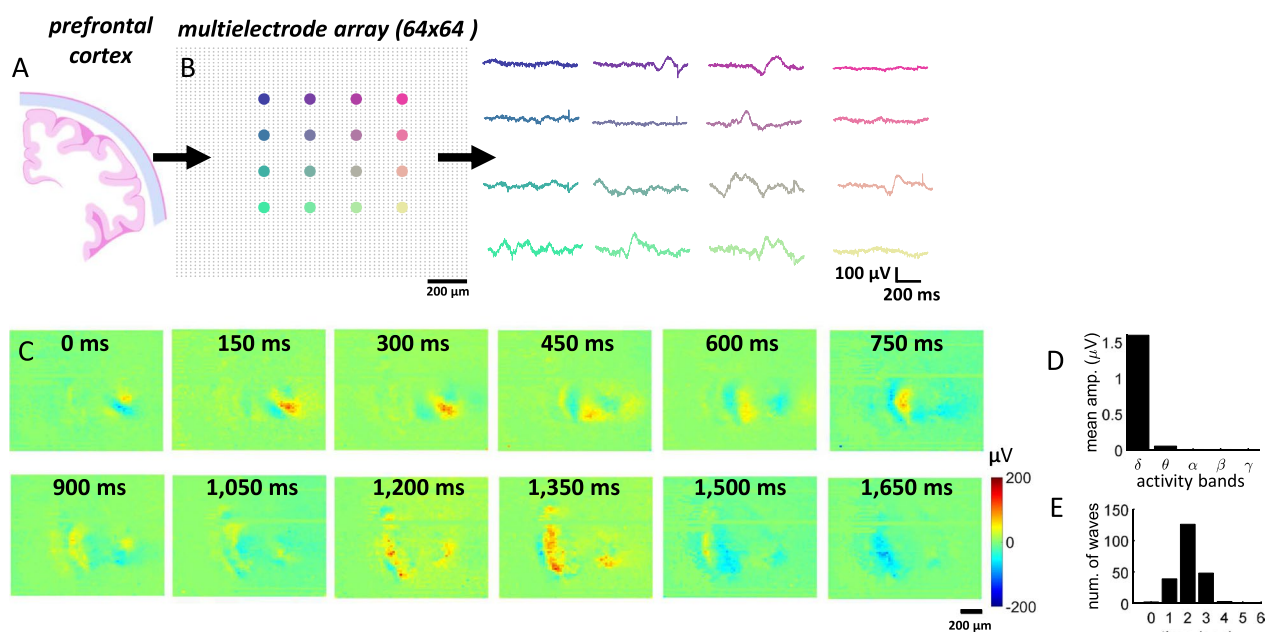 prefrontal
cortex
multielectrode array (64x64 )
A
B
100 µV
200 ms
200 µm
C
0 ms
150 ms
300 ms
450 ms
600 ms
750 ms
900 ms
1,050 ms
1,200 ms
1,350 ms
1,500 ms
1,650 ms
µV
200
0
-200
200 µm
D
mean amp. (µV)
1.5
1
0.5
0
δ θ α β γ
activity bands
E
num. of waves
150
100
50
0
0 1 2 3 4 5 6